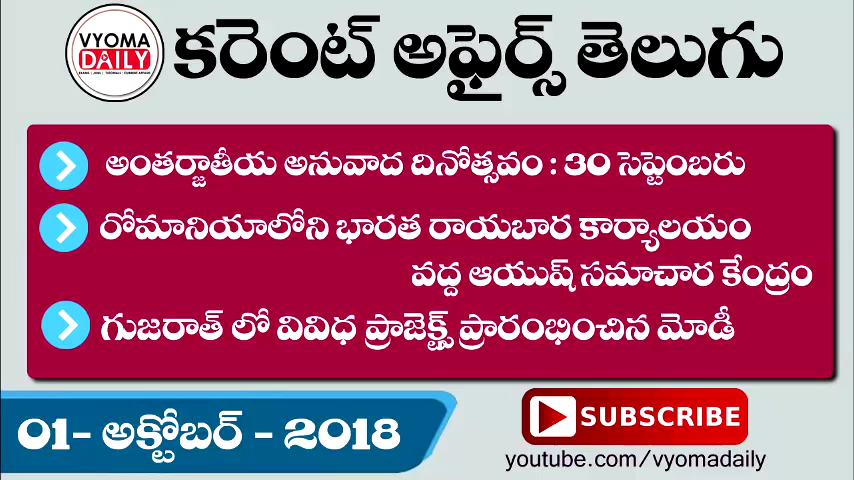 VYOMA
DAILY
కరెంట్ అఫైర్స్ తెలుగు
అంతర్జాతీయ అనువాద దినోత్సవం : 30 సెప్టెంబరు
రోమానియాలోని భారత రాయబార కార్యాలయం
వద్ద ఆయుష్ సమాచార కేంద్రం
గుజరాత్ లో వివిధ ప్రాజెక్ట్స్ ప్రారంభించిన మోడీ
01- అక్టోబర్ - 2018
SUBSCRIBE
youtube.com/vyomadaily